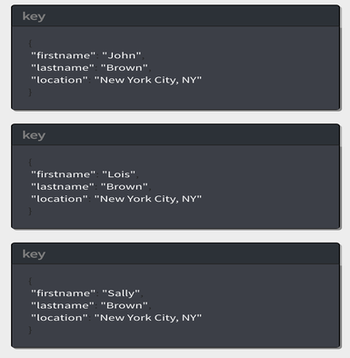 key
{
"firstname" "John"
"lastname" "Brown"
"location" "New York City, NY"
}
key
{
"firstname" "Lois"
"lastname" "Brown"
"location" "New York City, NY"
}
key
{
"firstname" "Sally"
"lastname" "Brown"
"location" "New York City, NY"
}